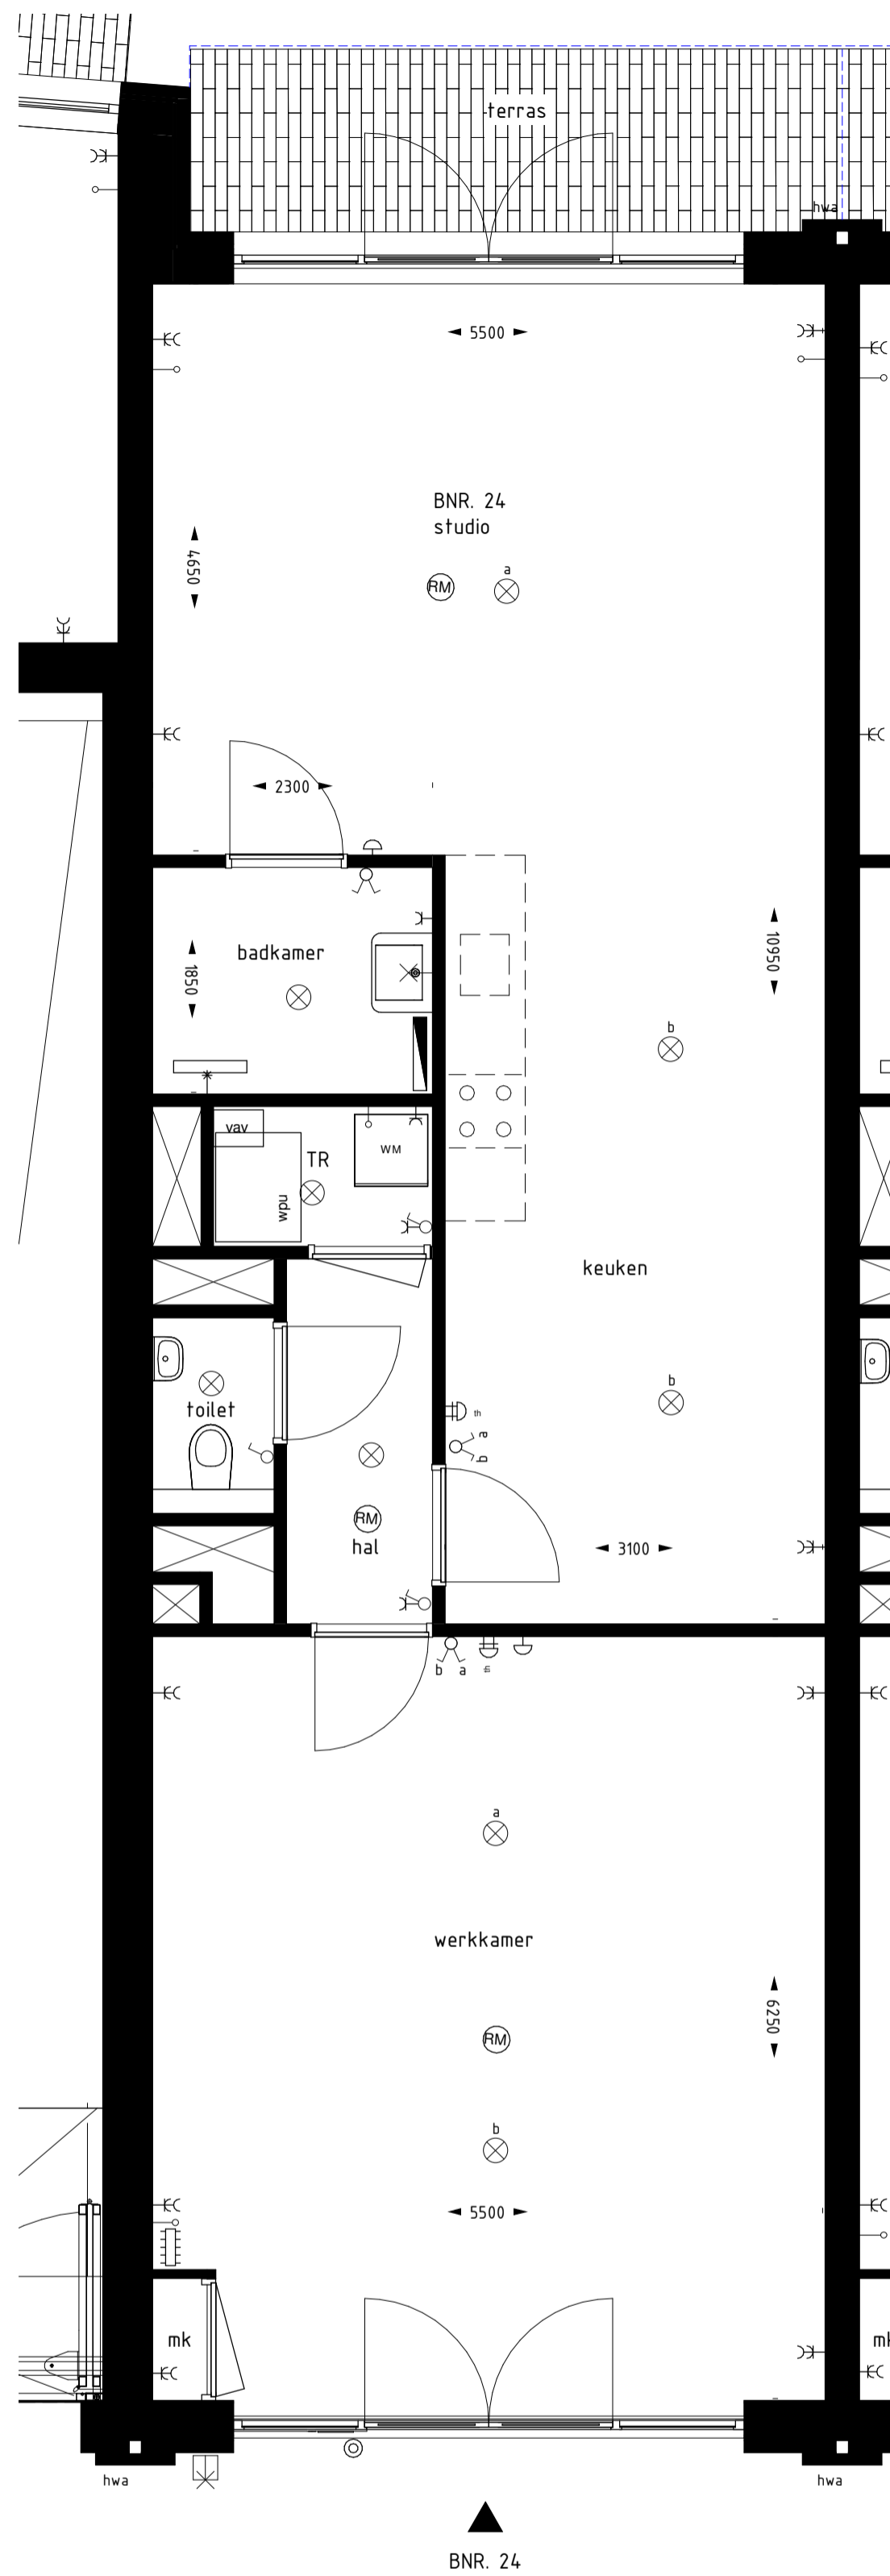 terras
hwa
5500
BNR. 24
studio
a
RM
4650
2300
badkamer
1850
10950
b
vav
WM
TR
wpu
keuken
b
toilet
th
a
b
RM
hal
3100
b a
th
a
werkkamer
6250
RM
b
5500
mk
mk
hwa
hwa
BNR. 24